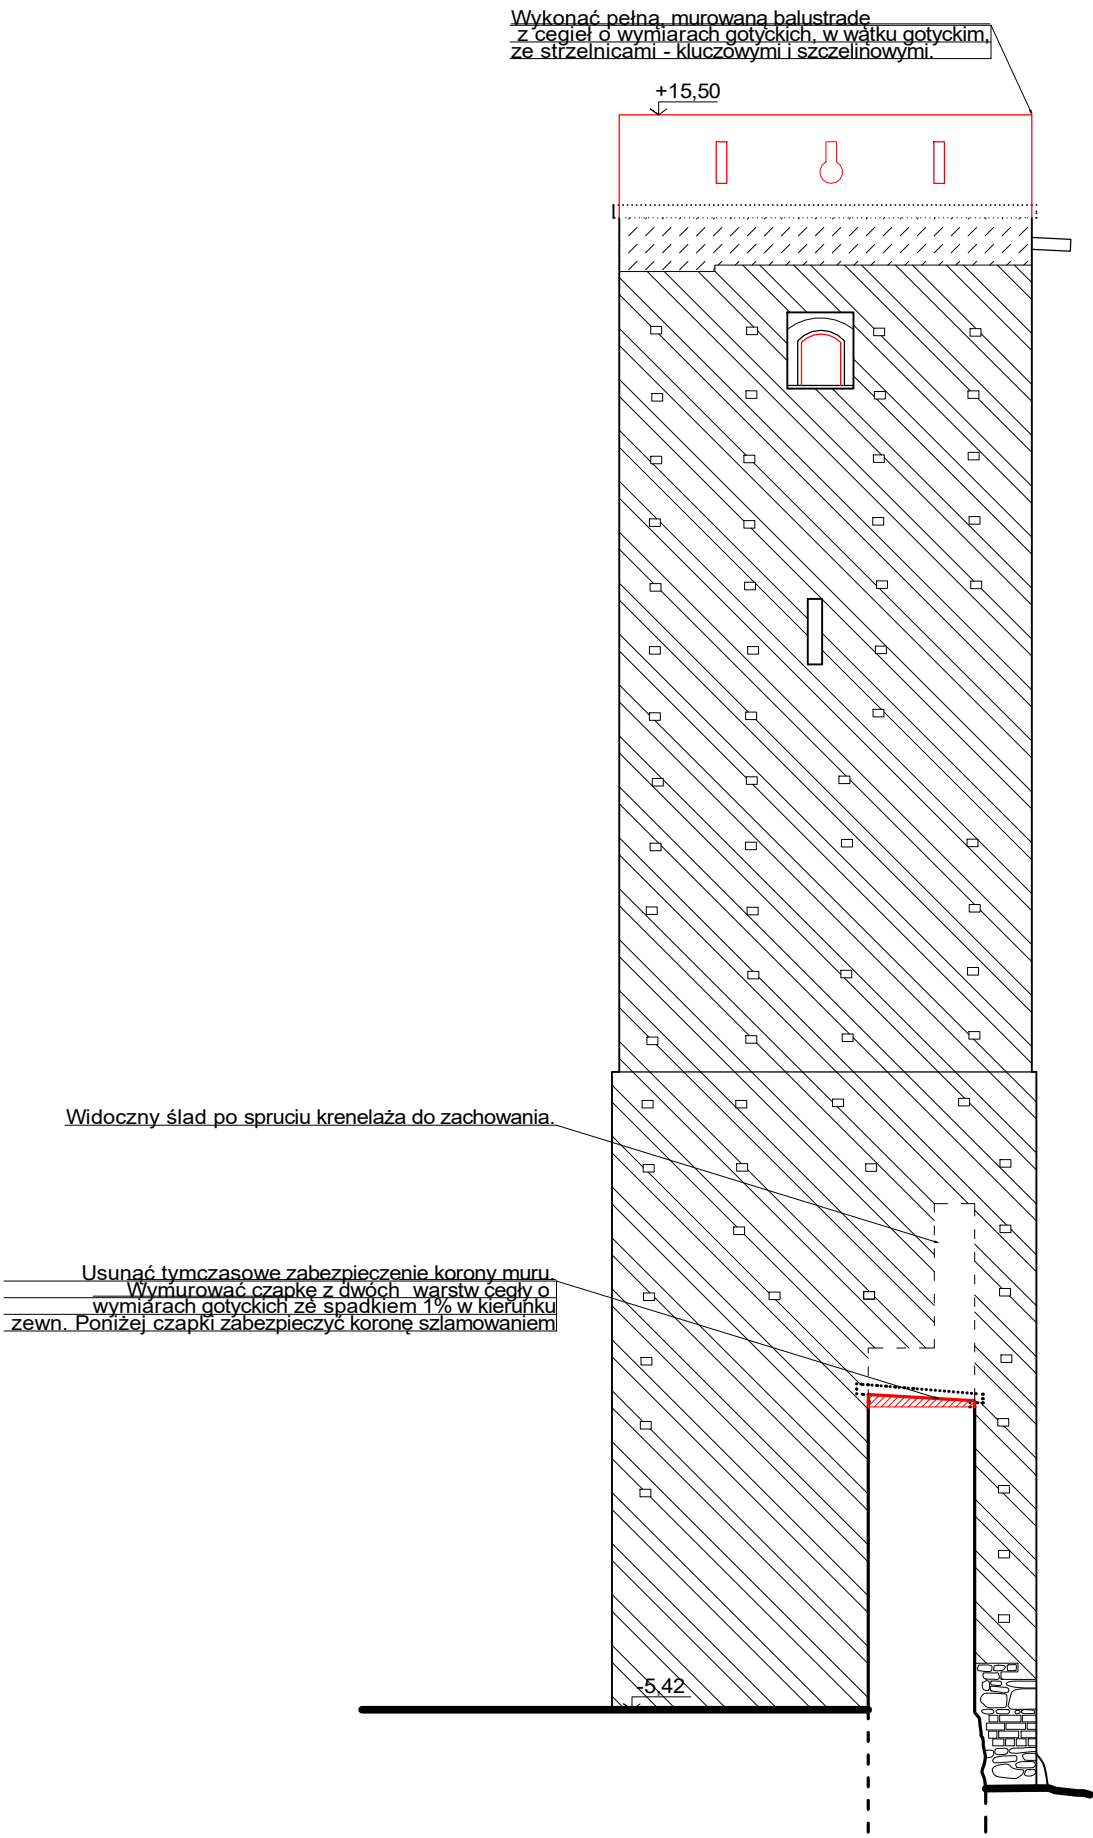 Wykonać pełną, murowaną balustradę
z cegieł o wymiarach gotyckich, w wątku gotyckim,
ze strzelnicami - kluczowymi i szczelinowymi.
+15,50
Widoczny ślad po spruciu krenelaża do zachowania.
Usunąć tymczasowe zabezpieczenie korony muru.
Wymurować czapkę z dwóch warstw cegły o
wymiarach gotyckich ze spadkiem 1% w kierunku
zewn. Poniżej czapki zabezpieczyć koronę szlamowaniem
-5,42